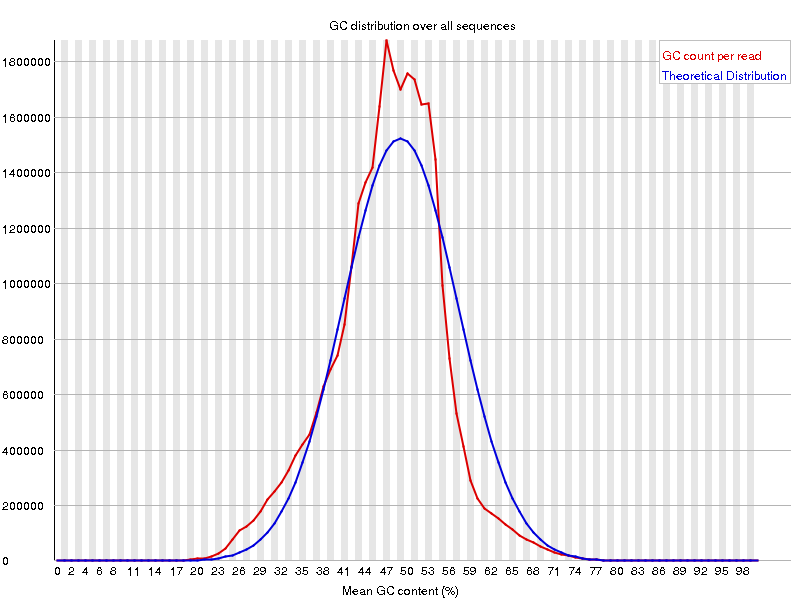 GC distribution over all sequences
GC count per read
Theoretical Distribution
1800000
1600000
1400000
1200000
1000000
800000
600000
400000
200000
0
0 2 4 6 8 11 14 17 20 23 26 29 32 35 38 41 44 47 50 53 56 59 62 65 68 71 74 77 80 83 86 89 92 95 98
Mean GC content (%)